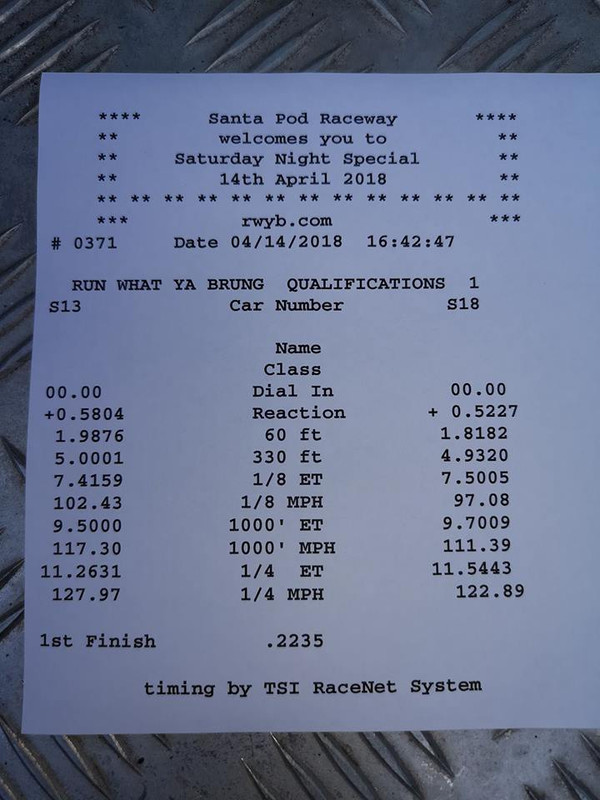 **** Santa Pod Raceway ****
** welcomes you to **
** Saturday Night Special **
** 14th April 2018 **
** ** ** ** ** ** ** ** ** ** ** ** **
*** rwyb.com ***
# 0371 Date 04/14/2018 16:42:47
RUN WHAT YA BRUNG QUALIFICATIONS 1
S13 Car Number S18
Name
Class
00.00 Dial In 00.00
+0.5804 Reaction + 0.5227
1.9876 60 ft 1.8182
5.0001 330 ft 4.9320
7.4159 1/8 ET 7.5005
102.43 1/8 MPH 97.08
9.5000 1000' ET 9.7009
117.30 1000' MPH 111.39
11.2631 1/4 ET 11.5443
127.97 1/4 MPH 122.89
1st Finish .2235
timing by TSI RaceNet System